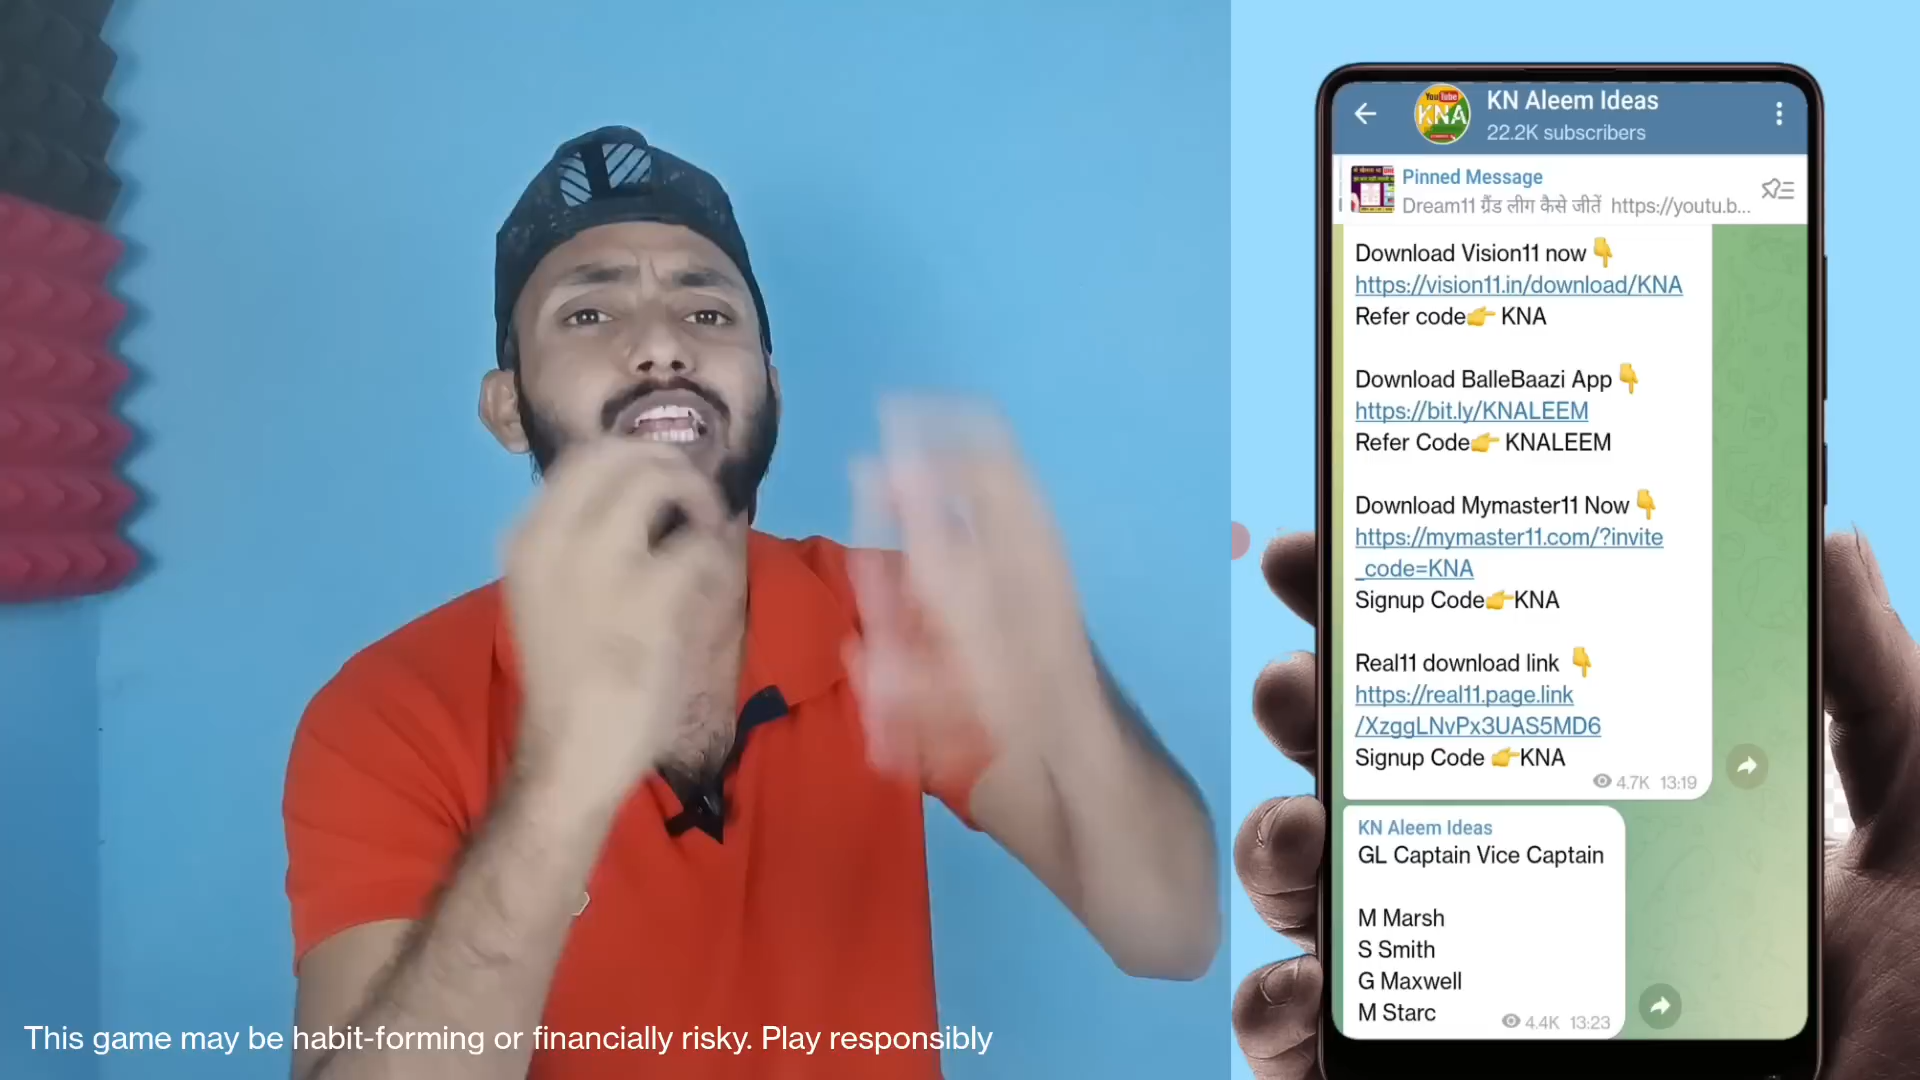 KN Aleem Ideas
22.2K subscribers
YouTube
KNA
Pinned Message
Dream11 ग्रैंड लीग कैसे जीतें https://youtu.b...
Download Vision11 now
https://vision11.in/download/KNA
Refer code👉 KNA
Download BalleBaazi App
https://bit.ly/KNALEEM
Refer Code👉 KNALEEM
Download Mymaster11 Now
https://mymaster11.com/?invite
_code=KNA
Signup Code👉KNA
Real11 download link
https://real11.page.link
/XzggLNvPx3UAS5MD6
Signup Code 👉KNA
4.7K 13:19
KN Aleem Ideas
GL Captain Vice Captain
M Marsh
S Smith
G Maxwell
M Starc
4.4K 13:23
This game may be habit-forming or financially risky. Play responsibly